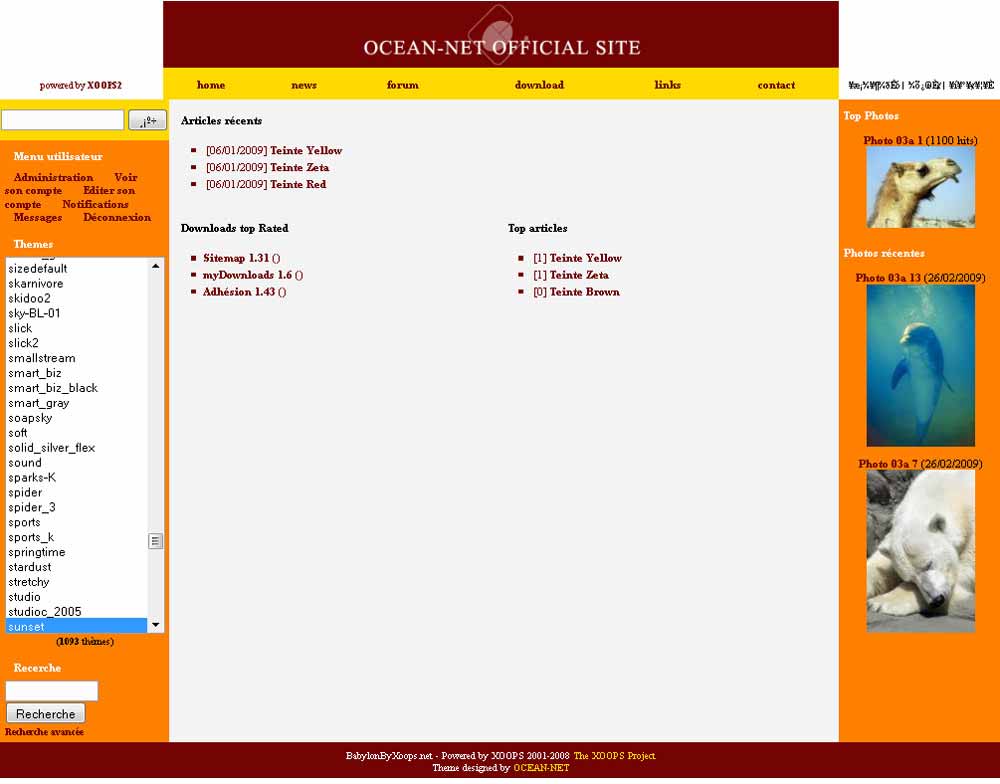 OCEAN-NET OFFICIAL SITE
powered by XOOPS2
home news forum download links contact
Menu utilisateur
Administration Voir
son compte Editer son
compte Notifications
Messages Déconnexion
Themes
sizedefault
skarnivore
skidoo2
sky-BL-01
slick
slick2
smallstream
smart_biz
smart_biz_black
smart_gray
soapsky
soft
solid_silver_flex
sound
sparks-K
spider
spider_3
sports
sports_k
springtime
stardust
stretchy
studio
studioc_2005
sunset
(1093 thèmes)
Recerche
Recherche
Recherche avancée
Articles récents
[06/01/2009] Teinte Yellow
[06/01/2009] Teinte Zeta
[06/01/2009] Teinte Red
Downloads top Rated
Sitemap 1.31 ()
myDownloads 1.6 ()
Adhésion 1.43 ()
Top articles
[1] Teinte Yellow
[1] Teinte Zeta
[0] Teinte Brown
Top Photos
Photo 03a 1 (1100 hits)
Photos récentes
Photo 03a 13 (26/02/2009)
Photo 03a 7 (26/02/2009)
BabylonByXoops.net - Powered by XOOPS 2001-2008 The XOOPS Project
Theme designed by OCEAN-NET